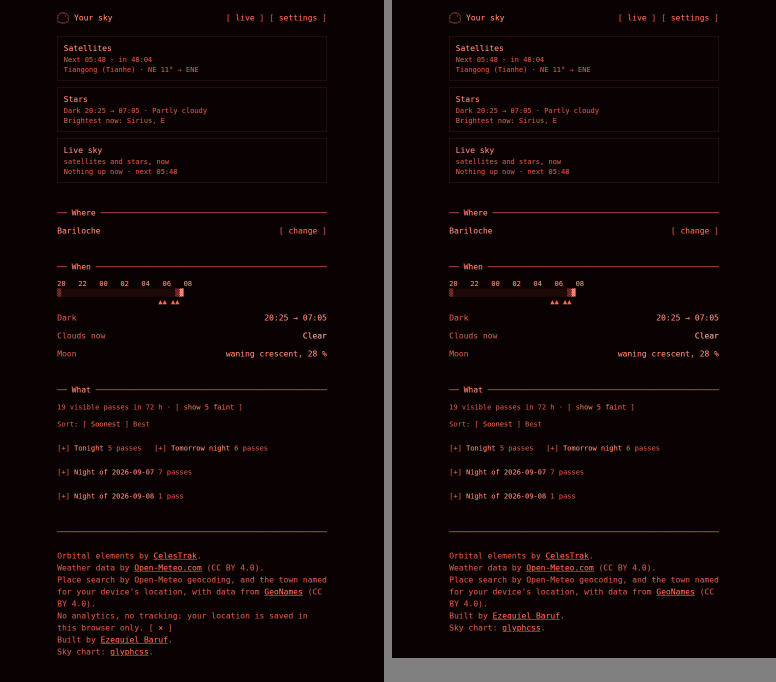 Your sky [ live ] [ settings ]
Satellites
Next 05:48 · in 48:04
Tiangong (Tianhe) · NE 11° → ENE
Stars
Dark 20:25 → 07:05 · Partly cloudy
Brightest now: Sirius, E
Live sky
satellites and stars, now
Nothing up now · next 05:48
Where
Bariloche [ change ]
When
20 22 00 02 04 06 08
▲▲ ▲▲
Dark 20:25 → 07:05
Clouds now Clear
Moon waning crescent, 28 %
What
19 visible passes in 72 h · [ show 5 faint ]
Sort: [ Soonest ] Best
[+] Tonight 5 passes [+] Tomorrow night 6 passes
[+] Night of 2026-09-07 7 passes
[+] Night of 2026-09-08 1 pass
Orbital elements by CelesTrak.
Weather data by Open-Meteo.com (CC BY 4.0).
Place search by Open-Meteo geocoding, and the town named
for your device's location, with data from GeoNames (CC
BY 4.0).
No analytics, no tracking: your location is saved in
this browser only. [ × ]
Built by Ezequiel Baruf.
Sky chart: glyphcss.
Your sky [ live ] [ settings ]
Satellites
Next 05:48 · in 48:04
Tiangong (Tianhe) · NE 11° → ENE
Stars
Dark 20:25 → 07:05 · Partly cloudy
Brightest now: Sirius, E
Live sky
satellites and stars, now
Nothing up now · next 05:48
Where
Bariloche [ change ]
When
20 22 00 02 04 06 08
▲▲ ▲▲
Dark 20:25 → 07:05
Clouds now Clear
Moon waning crescent, 28 %
What
19 visible passes in 72 h · [ show 5 faint ]
Sort: [ Soonest ] Best
[+] Tonight 5 passes [+] Tomorrow night 6 passes
[+] Night of 2026-09-07 7 passes
[+] Night of 2026-09-08 1 pass
Orbital elements by CelesTrak.
Weather data by Open-Meteo.com (CC BY 4.0).
Place search by Open-Meteo geocoding, and the town named
for your device's location, with data from GeoNames (CC
BY 4.0).
Built by Ezequiel Baruf.
Sky chart: glyphcss.